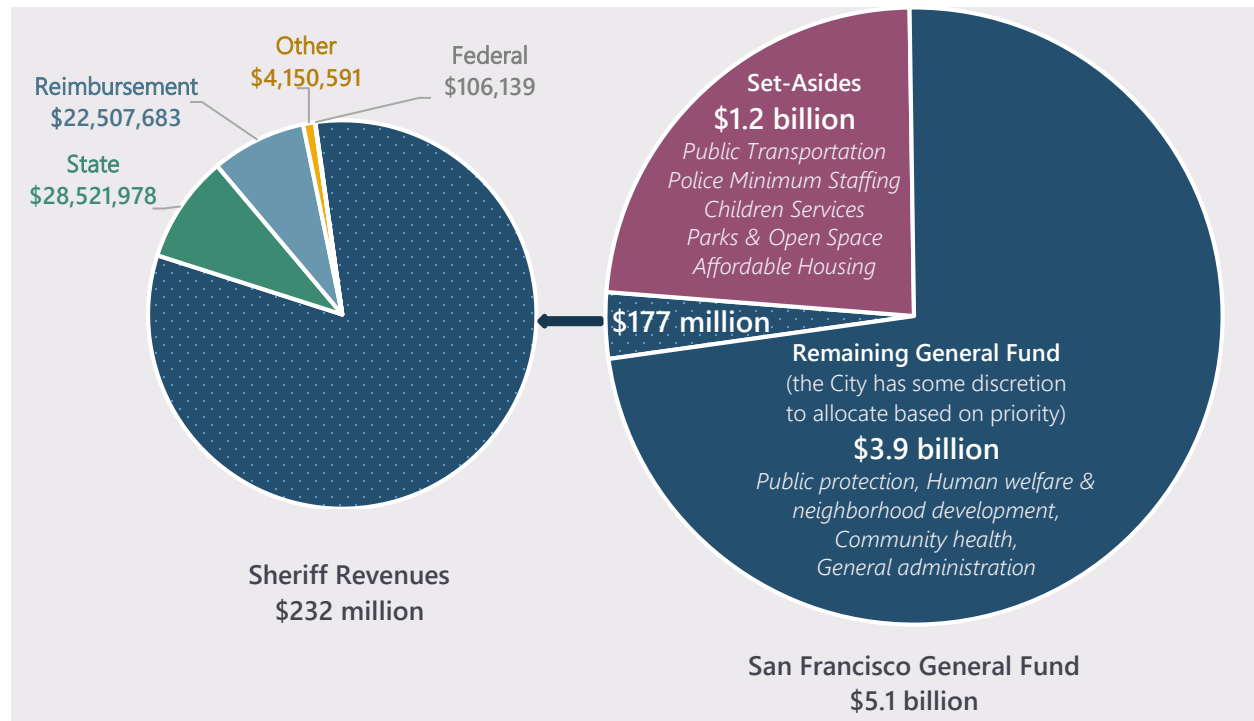 Other
$4,150,591
Federal
$106,139
Reimbursement
$22,507,683
State
$28,521,978
Sheriff Revenues
$232 million
Set-Asides
$1.2 billion
Public Transportation
Police Minimum Staffing
Children Services
Parks & Open Space
Affordable Housing
$177 million
Remaining General Fund
(the City has some discretion
to allocate based on priority)
$3.9 billion
Public protection, Human welfare &
neighborhood development,
Community health,
General administration
San Francisco General Fund
$5.1 billion